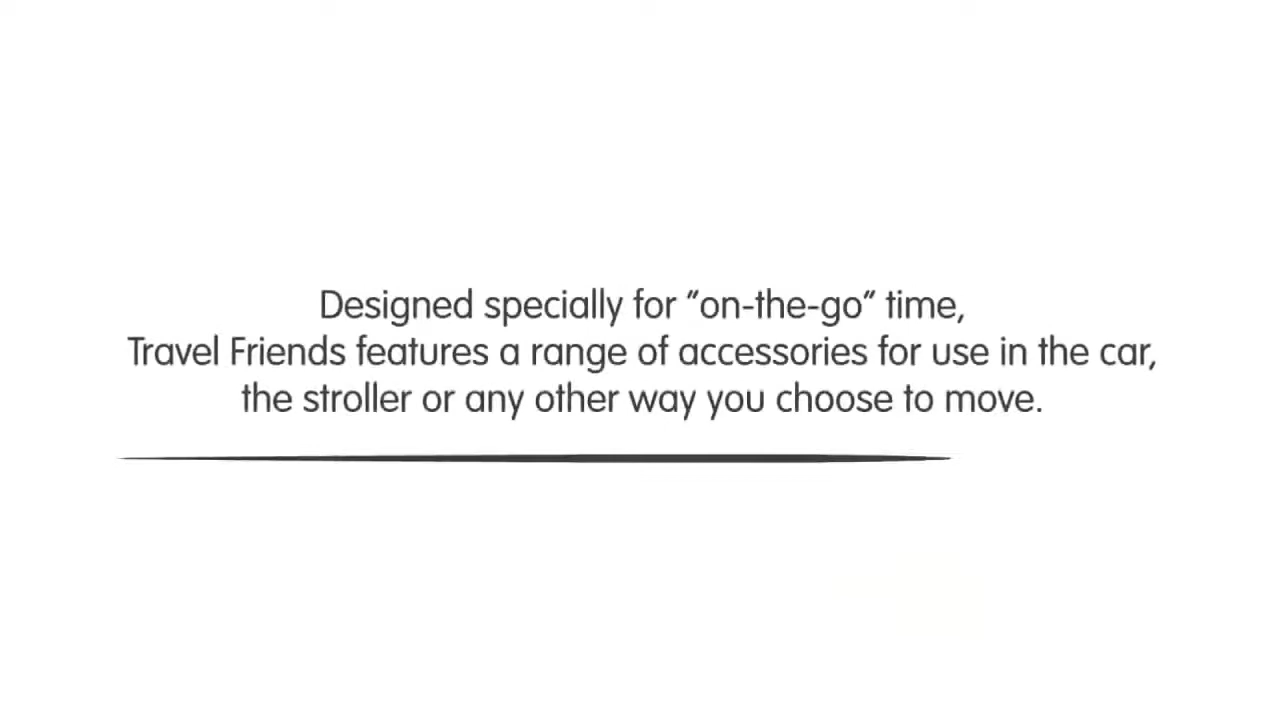 Designed specially for "on-the-go" time,
Travel Friends features a range of accessories for use in the car,
the stroller or any other way you choose to move.